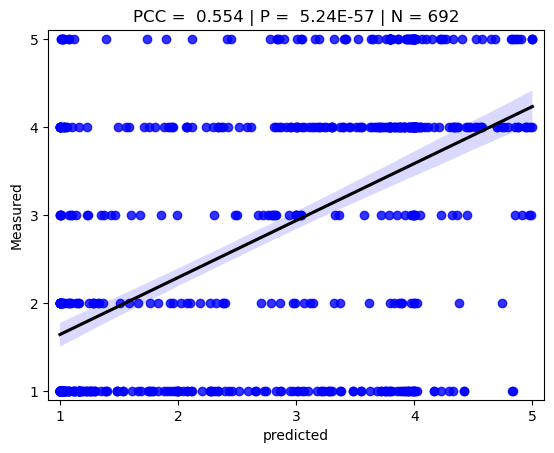 PCC =  0.554 | P =  5.24E-57 | N = 692
Measured
5
4
3
2
1
1 2 3 4 5
predicted